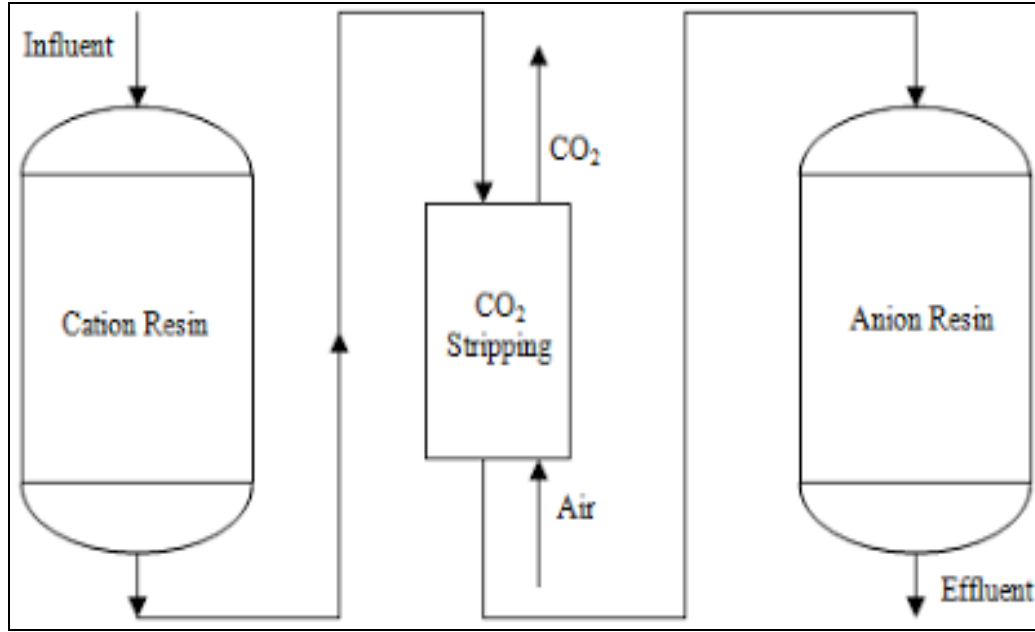 Influent
CO₂
Cation Resin
CO₂
Stripping
Anion Resin
Air
Effluent